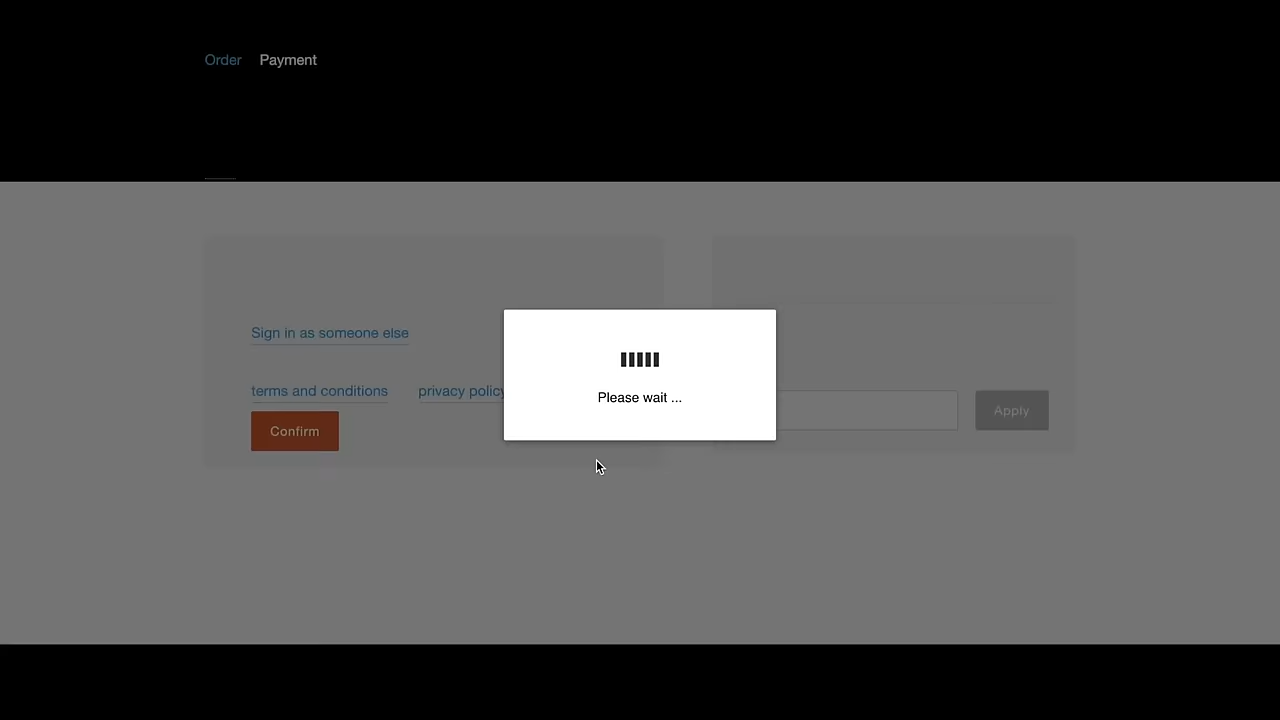 Order Payment
Sign in as someone else
terms and conditions privacy policy
Confirm
Please wait ...
Apply